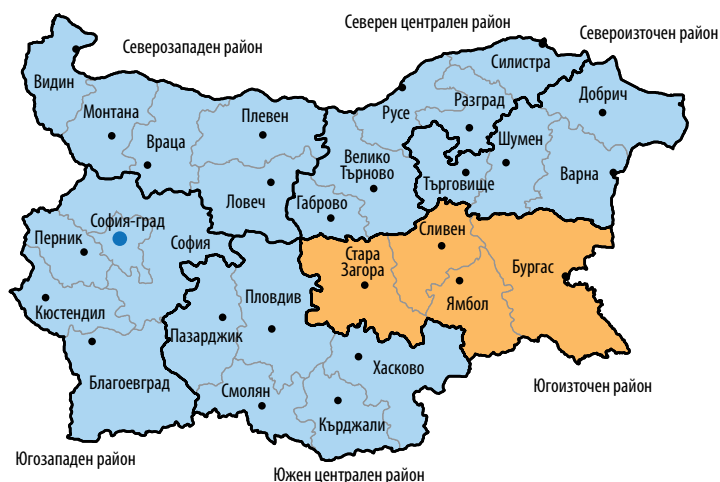 Северен централен район
Североизточен район
Северозападен район
Силистра
Видин
Добрич
Монтана
Плевен
Русе
Разград
Враца
Шумен
Велико
Търново
Търговище
Варна
Ловеч
Габрово
София-град
Перник
София
Сливен
Стара
Загора
Бургас
Кюстендил
Пловдив
Ямбол
Пазарджик
Хасково
Благоевград
Смолян
Югоизточен район
Кърджали
Югозападен район
Южен централен район